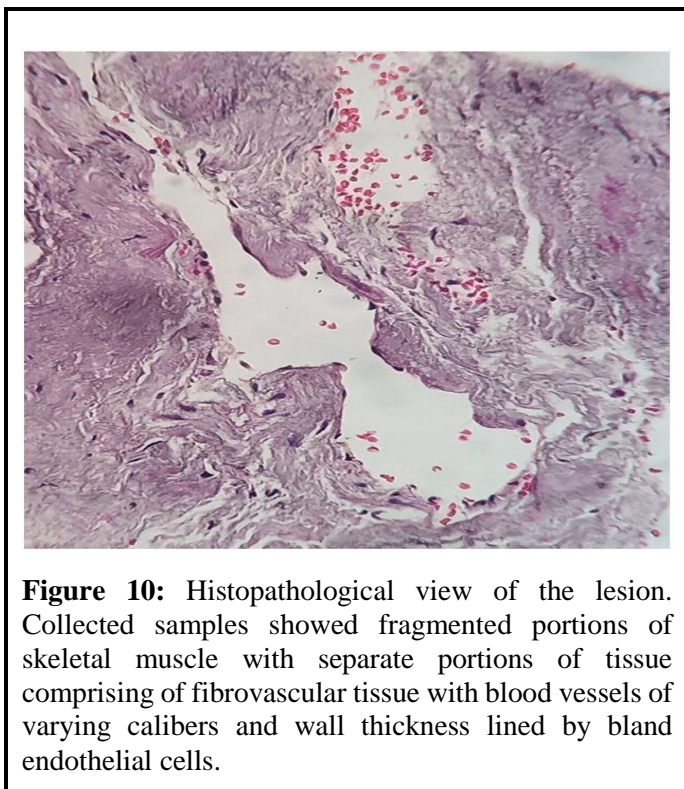 Figure 10: Histopathological view of the lesion.
Collected samples showed fragmented portions of
skeletal muscle with separate portions of tissue
comprising of fibrovascular tissue with blood vessels of
varying calibers and wall thickness lined by bland
endothelial cells.